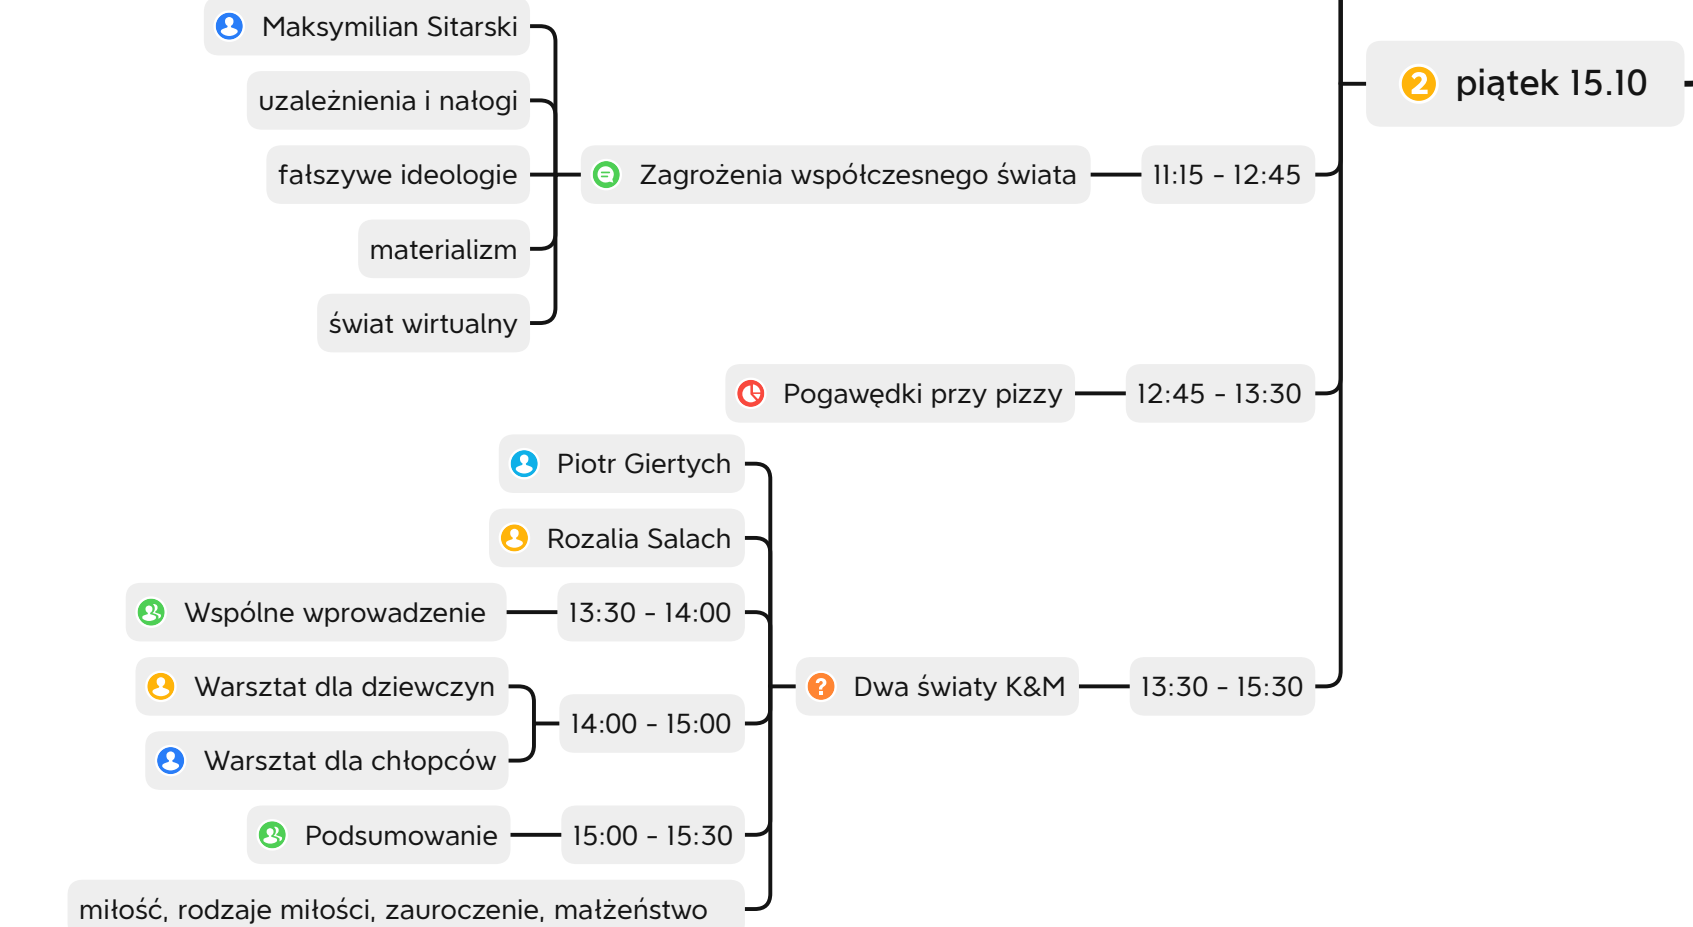 Maksymilian Sitarski
piątek 15.10
uzależnienia i nałogi
fałszywe ideologie
Zagrożenia współczesnego świata
11:15 - 12:45
materializm
świat wirtualny
Pogawędki przy pizzy
12:45 - 13:30
Piotr Giertych
Rozalia Salach
Wspólne wprowadzenie
13:30 - 14:00
Warsztat dla dziewczyn
Dwa światy K&M
13:30 - 15:30
14:00 - 15:00
Warsztat dla chłopców
Podsumowanie
15:00 - 15:30
miłość, rodzaje miłości, zauroczenie, małżeństwo